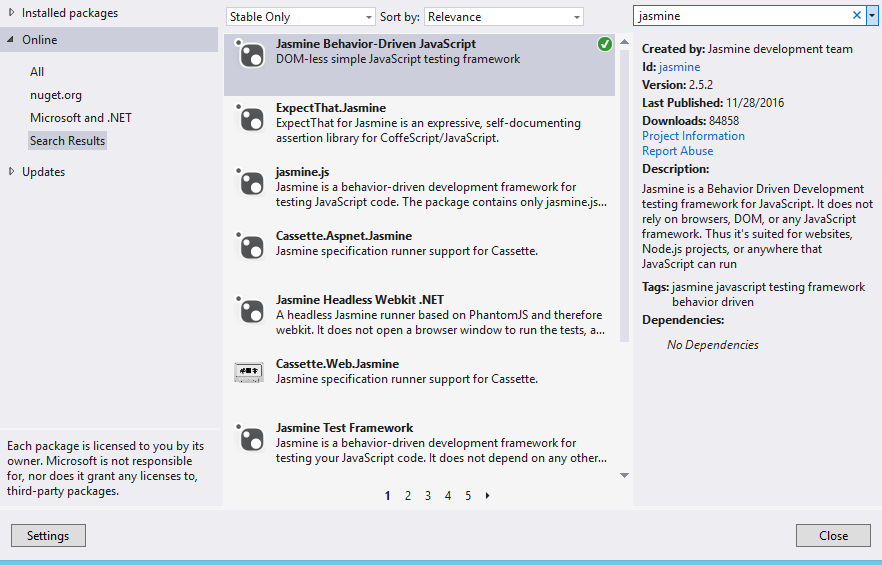 Installed packages
Online
All
nuget.org
Microsoft and .NET
Search Results
Updates
Each package is licensed to you by its
owner. Microsoft is not responsible
for, nor does it grant any licenses to,
third-party packages.
Stable Only
Sort by: Relevance
Jasmine Behavior-Driven JavaScript
DOM-less simple JavaScript testing framework
ExpectThat.Jasmine
ExpectThat for Jasmine is an expressive, self-documenting
assertion library for CoffeScript/JavaScript.
jasmine.js
Jasmine is a behavior-driven development framework for
testing JavaScript code. The package contains only jasmine.js...
Cassette.Aspnet.Jasmine
Jasmine specification runner support for Cassette.
Jasmine Headless Webkit .NET
A headless Jasmine runner based on PhantomJS and therefore
webkit. It does not open a browser window to run the tests, a...
Cassette.Web.Jasmine
Jasmine specification runner support for Cassette.
Jasmine Test Framework
Jasmine is a behavior-driven development framework for
testing your JavaScript code. It does not depend on any other...
1 2 3 4 5
jasmine
Created by: Jasmine development team
Id: jasmine
Version: 2.5.2
Last Published: 11/28/2016
Downloads: 84858
Project Information
Report Abuse
Description:
Jasmine is a Behavior Driven Development
testing framework for JavaScript. It does not
rely on browsers, DOM, or any JavaScript
framework. Thus it's suited for websites,
Node.js projects, or anywhere that
JavaScript can run
Tags: jasmine javascript testing framework
behavior driven
Dependencies:
No Dependencies
Settings
Close